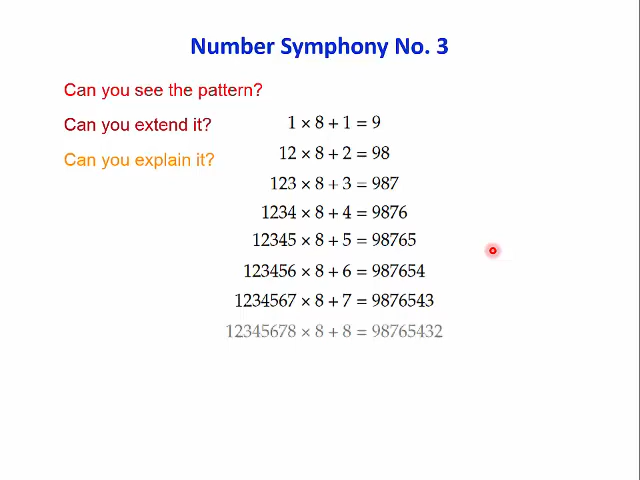 Number Symphony No. 3
Can you see the pattern?
Can you extend it?
Can you explain it?
1 × 8 + 1 = 9
12 × 8 + 2 = 98
123 × 8 + 3 = 987
1234 × 8 + 4 = 9876
12345 × 8 + 5 = 98765
123456 × 8 + 6 = 987654
1234567 × 8 + 7 = 9876543
12345678 × 8 + 8 = 98765432